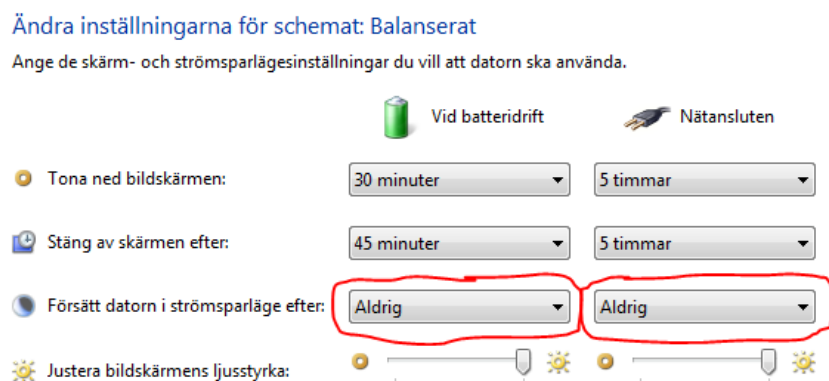 Ändra inställningarna för schemat: Balanserat
Ange de skärm- och strömsparlägesinställningar du vill att datorn ska använda.
Vid batteridrift Nätansluten
Tona ned bildskärmen: 30 minuter 5 timmar
Stäng av skärmen efter: 45 minuter 5 timmar
Försätt datorn i strömsparläge efter: Aldrig Aldrig
Justera bildskärmens ljusstyrka: